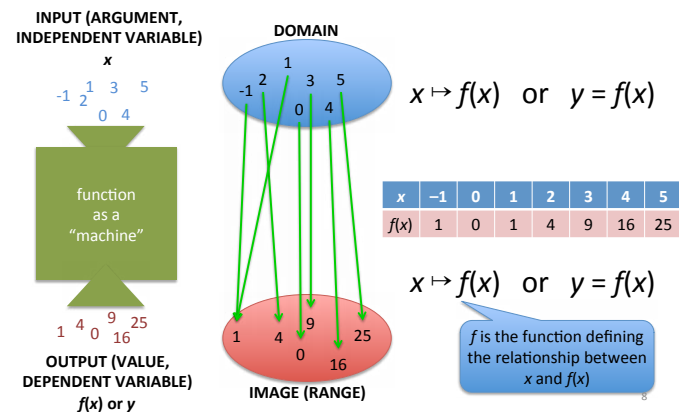 INPUT (ARGUMENT,
INDEPENDENT VARIABLE)
x
-1 1 3 5
2
0 4
function
as a
“machine”
1 4 0 9 16 25
OUTPUT (VALUE,
DEPENDENT VARIABLE)
f(x) or y
DOMAIN
1
-1 2 3 5
0 4
1 4 9 25
0
16
IMAGE (RANGE)
x ↦ f(x) or y = f(x)
x –1 0 1 2 3 4 5
f(x) 1 0 1 4 9 16 25
x ↦ f(x) or y = f(x)
f is the function defining
the relationship between
x and f(x)
8